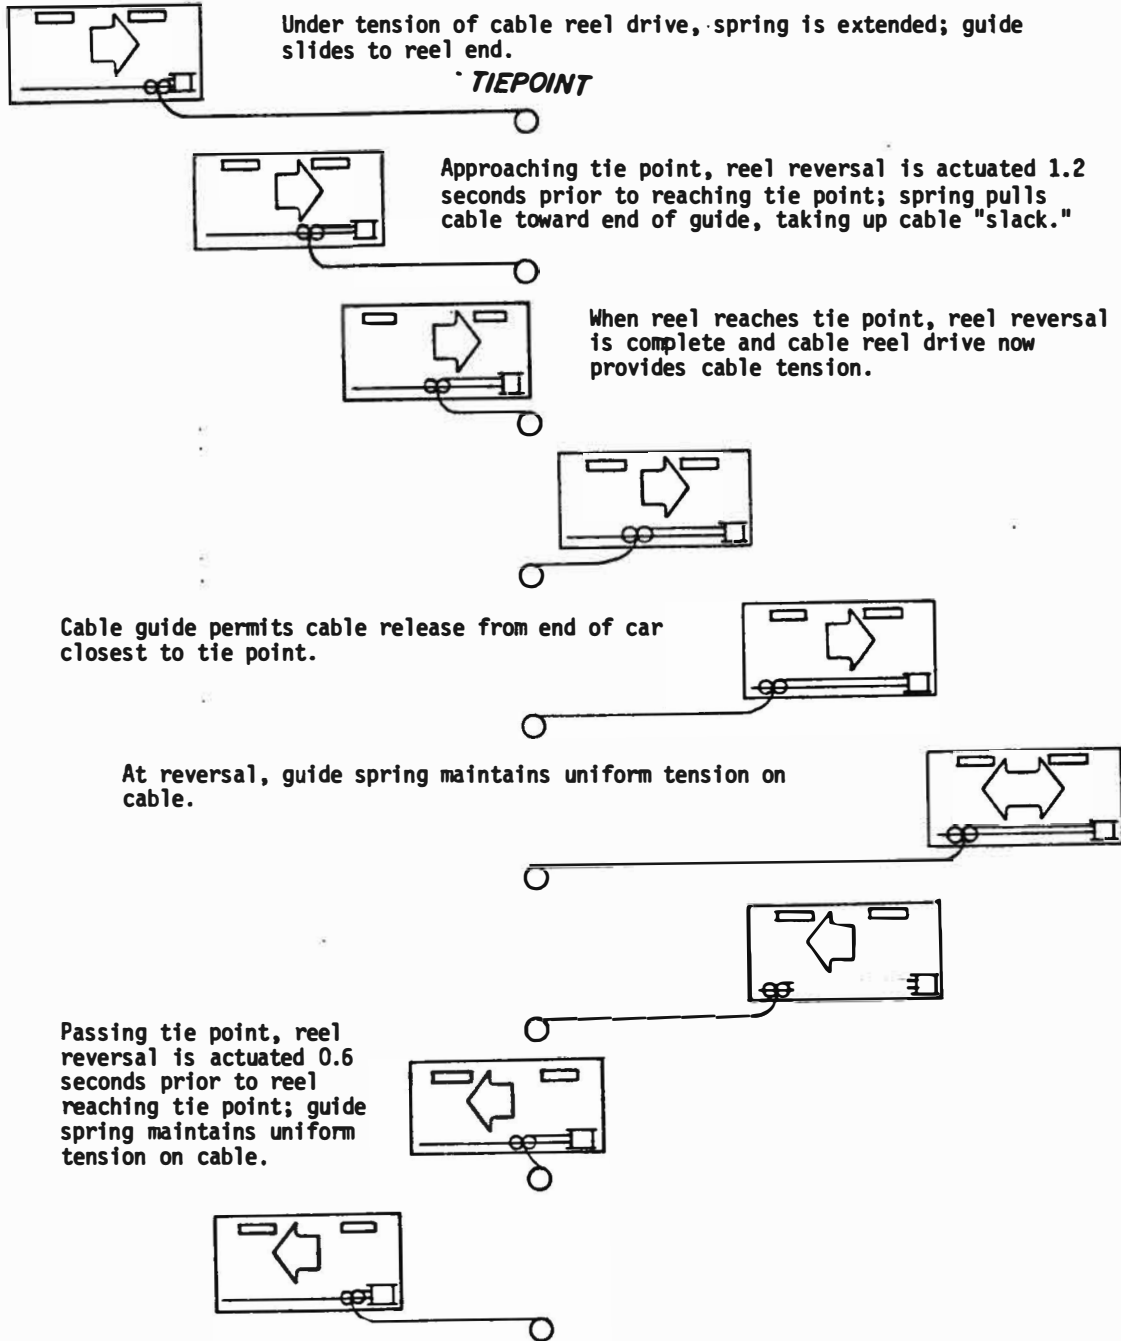 Under tension of cable reel drive, spring is extended; guide
slides to reel end.
TIEPOINT
Approaching tie point, reel reversal is actuated 1.2
seconds prior to reaching tie point; spring pulls
cable toward end of guide, taking up cable "slack."
When reel reaches tie point, reel reversal
is complete and cable reel drive now
provides cable tension.
Cable guide permits cable release from end of car
closest to tie point.
At reversal, guide spring maintains uniform tension on
cable.
Passing tie point, reel
reversal is actuated 0.6
seconds prior to reel
reaching tie point; guide
spring maintains uniform
tension on cable.